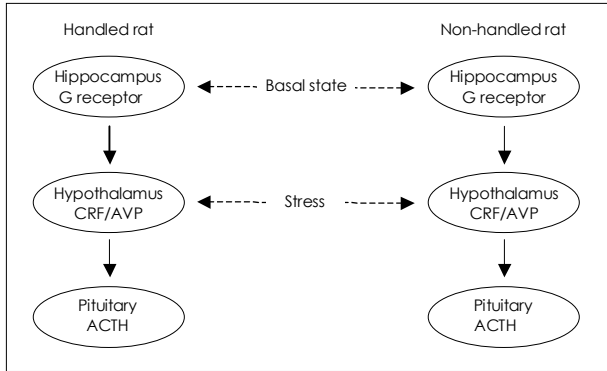 Handled rat
Non-handled rat
Hippocampus
G receptor
Basal state
Hippocampus
G receptor
Hypothalamus
CRF/AVP
Stress
Hypothalamus
CRF/AVP
Pituitary
ACTH
Pituitary
ACTH